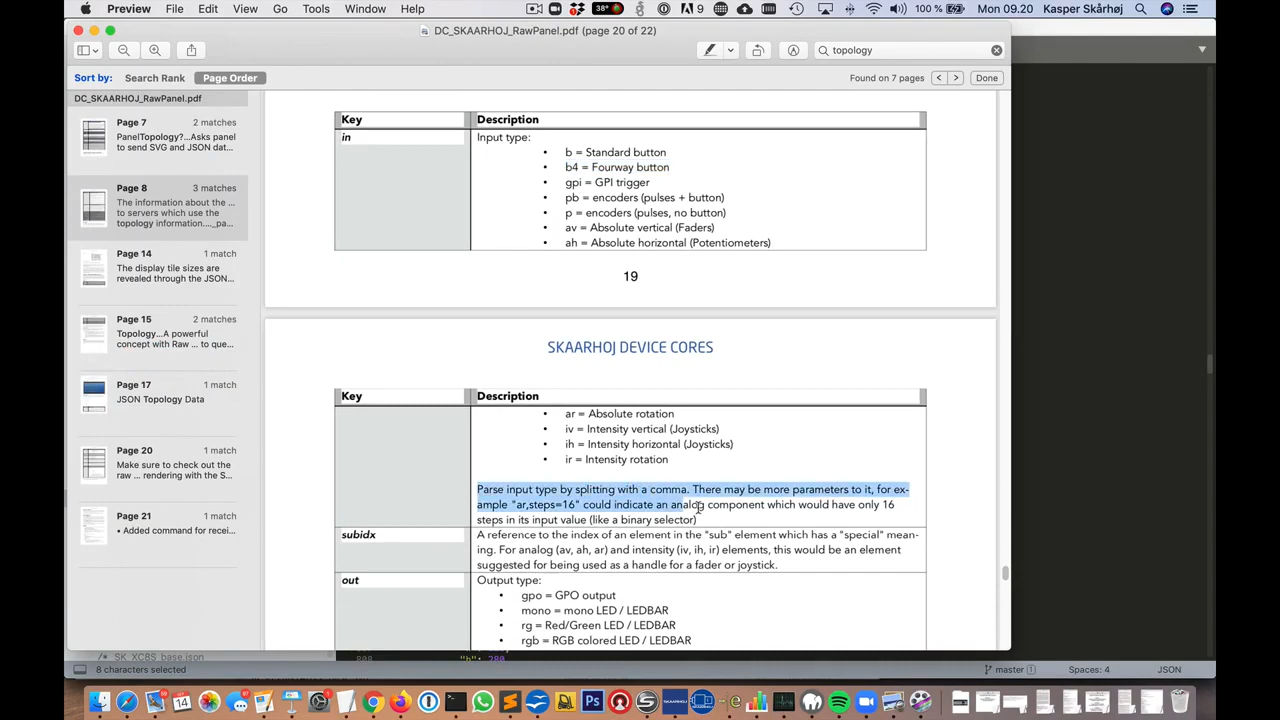 Preview File Edit View Go Tools Window Help 38° 9 100 % Mon 09.20 Kasper Skårhøj
DC_SKAARHOJ_RawPanel.pdf (page 20 of 22)
topology
Sort by: Search Rank Page Order Found on 7 pages Done
DC_SKAARHOJ_RawPanel.pdf
Page 7 2 matches
PanelTopology?...Asks panel
to send SVG and JSON dat...
Page 8 3 matches
The information about the ...
to servers which use the
topology information...._pa...
Page 14 1 match
The display tile sizes are
revealed through the JSON...
Page 15 2 matches
Topology...A powerful
concept with Raw ... to que...
Page 17 1 match
JSON Topology Data
Page 20 1 match
Make sure to check out the
raw ... rendering with the S...
Page 21 1 match
• Added command for recei...
Key Description
in Input type:
• b = Standard button
• b4 = Fourway button
• gpi = GPI trigger
• pb = encoders (pulses + button)
• p = encoders (pulses, no button)
• av = Absolute vertical (Faders)
• ah = Absolute horizontal (Potentiometers)
19
SKAARHOJ DEVICE CORES
Key Description
• ar = Absolute rotation
• iv = Intensity vertical (Joysticks)
• ih = Intensity horizontal (Joysticks)
• ir = Intensity rotation
Parse input type by splitting with a comma. There may be more parameters to it, for ex-
ample "ar,steps=16" could indicate an analog component which would have only 16
steps in its input value (like a binary selector)
subidx A reference to the index of an element in the "sub" element which has a "special" mean-
ing. For analog (av, ah, ar) and intensity (iv, ih, ir) elements, this would be an element
suggested for being used as a handle for a fader or joystick.
out Output type:
• gpo = GPO output
• mono = mono LED / LEDBAR
• rg = Red/Green LED / LEDBAR
• rgb = RGB colored LED / LEDBAR
/* SK_XC8S_base.json
808 "h": 280,
8 characters selected master 1 Spaces: 4 JSON
14
SKAARHOJ